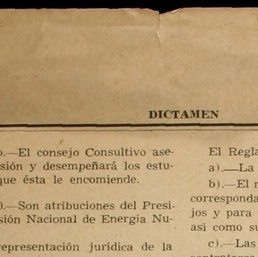 DICTAMEN
o.—El consejo Consultivo ase-
sión y desempeñará los estu-
que ésta le encomiende.
).—Son atribuciones del Presi-
sión Nacional de Energía Nu-
representación jurídica de la
El Regla
a).—La
b).—El
corresponda
jos y para
así como su
c).—Las